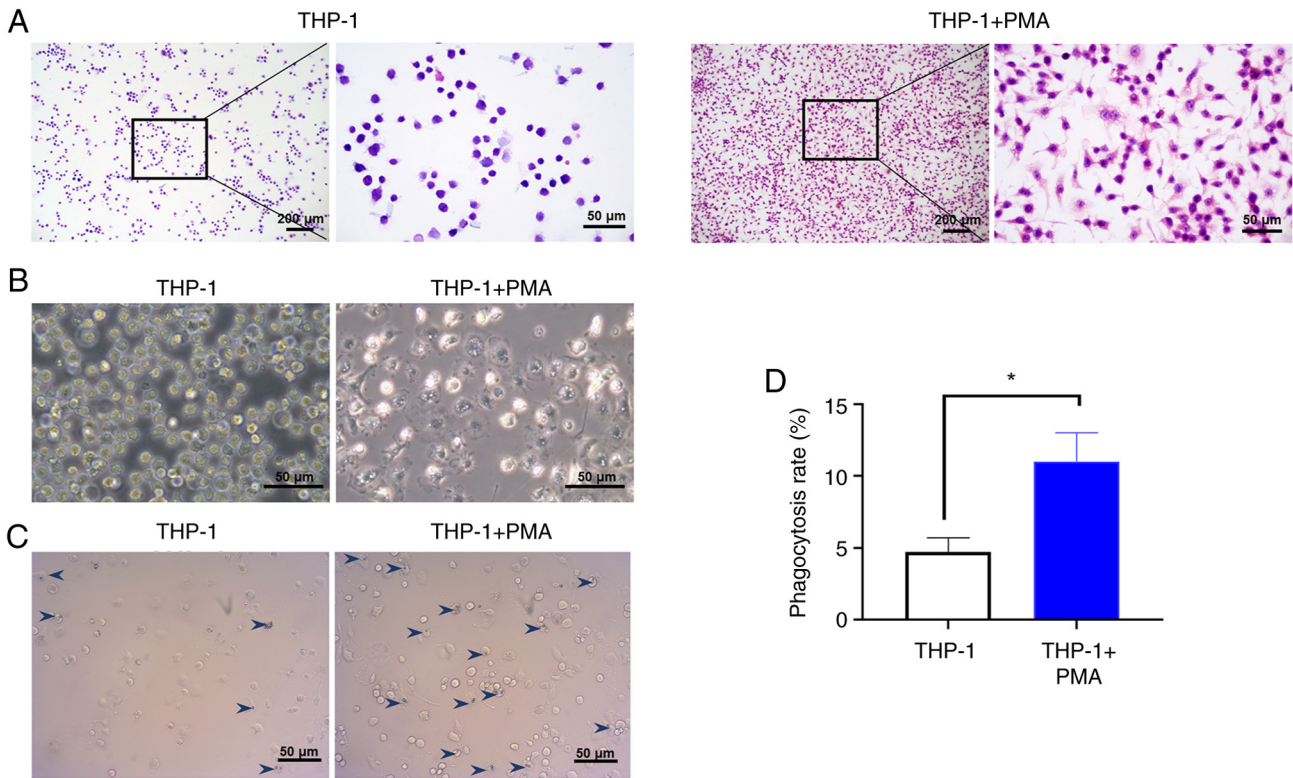 A
THP-1
THP-1+PMA
200 µm
50 µm
200 µm
50 µm
B
THP-1
THP-1+PMA
50 µm
50 µm
C
THP-1
THP-1+PMA
50 µm
50 µm
D
*
Phagocytosis rate (%)
15
10
5
0
THP-1
THP-1+
PMA